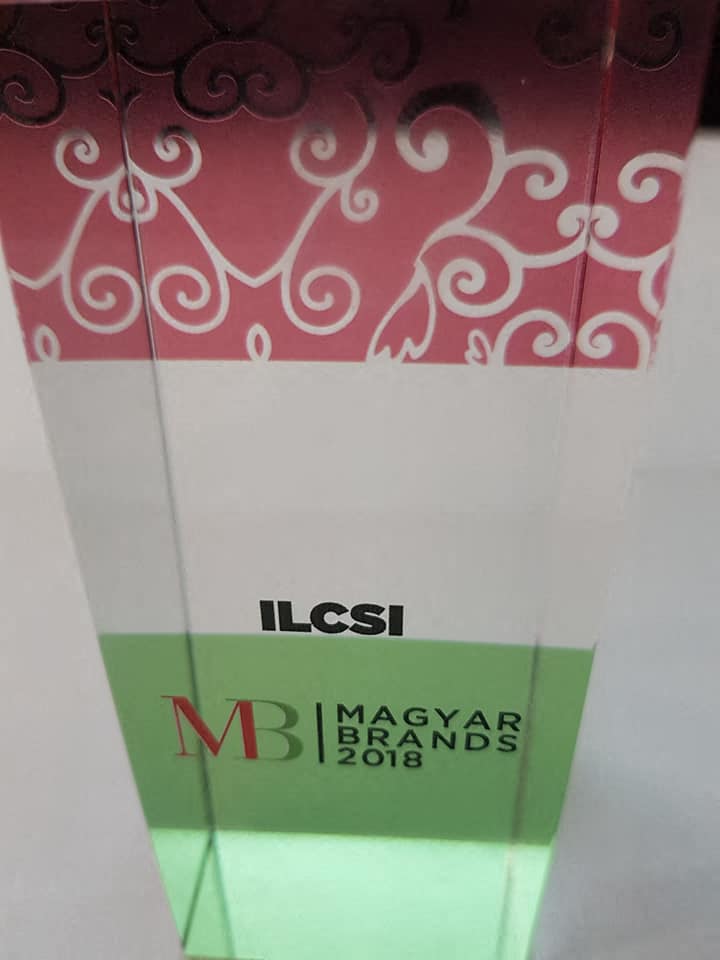 ILCSI
MB
MAGYAR
BRANDS
2018